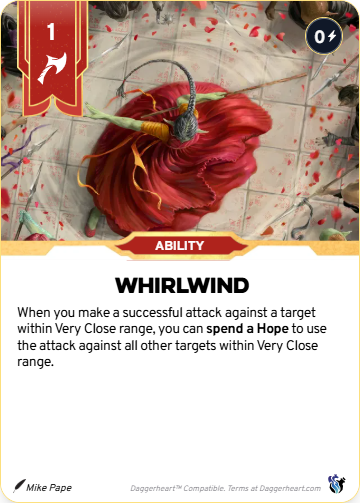 1
0
ABILITY
WHIRLWIND
When you make a successful attack against a target
within Very Close range, you can spend a Hope to use
the attack against all other targets within Very Close
range.
Mike Pape
Daggerheart™ Compatible. Terms at Daggerheart.com